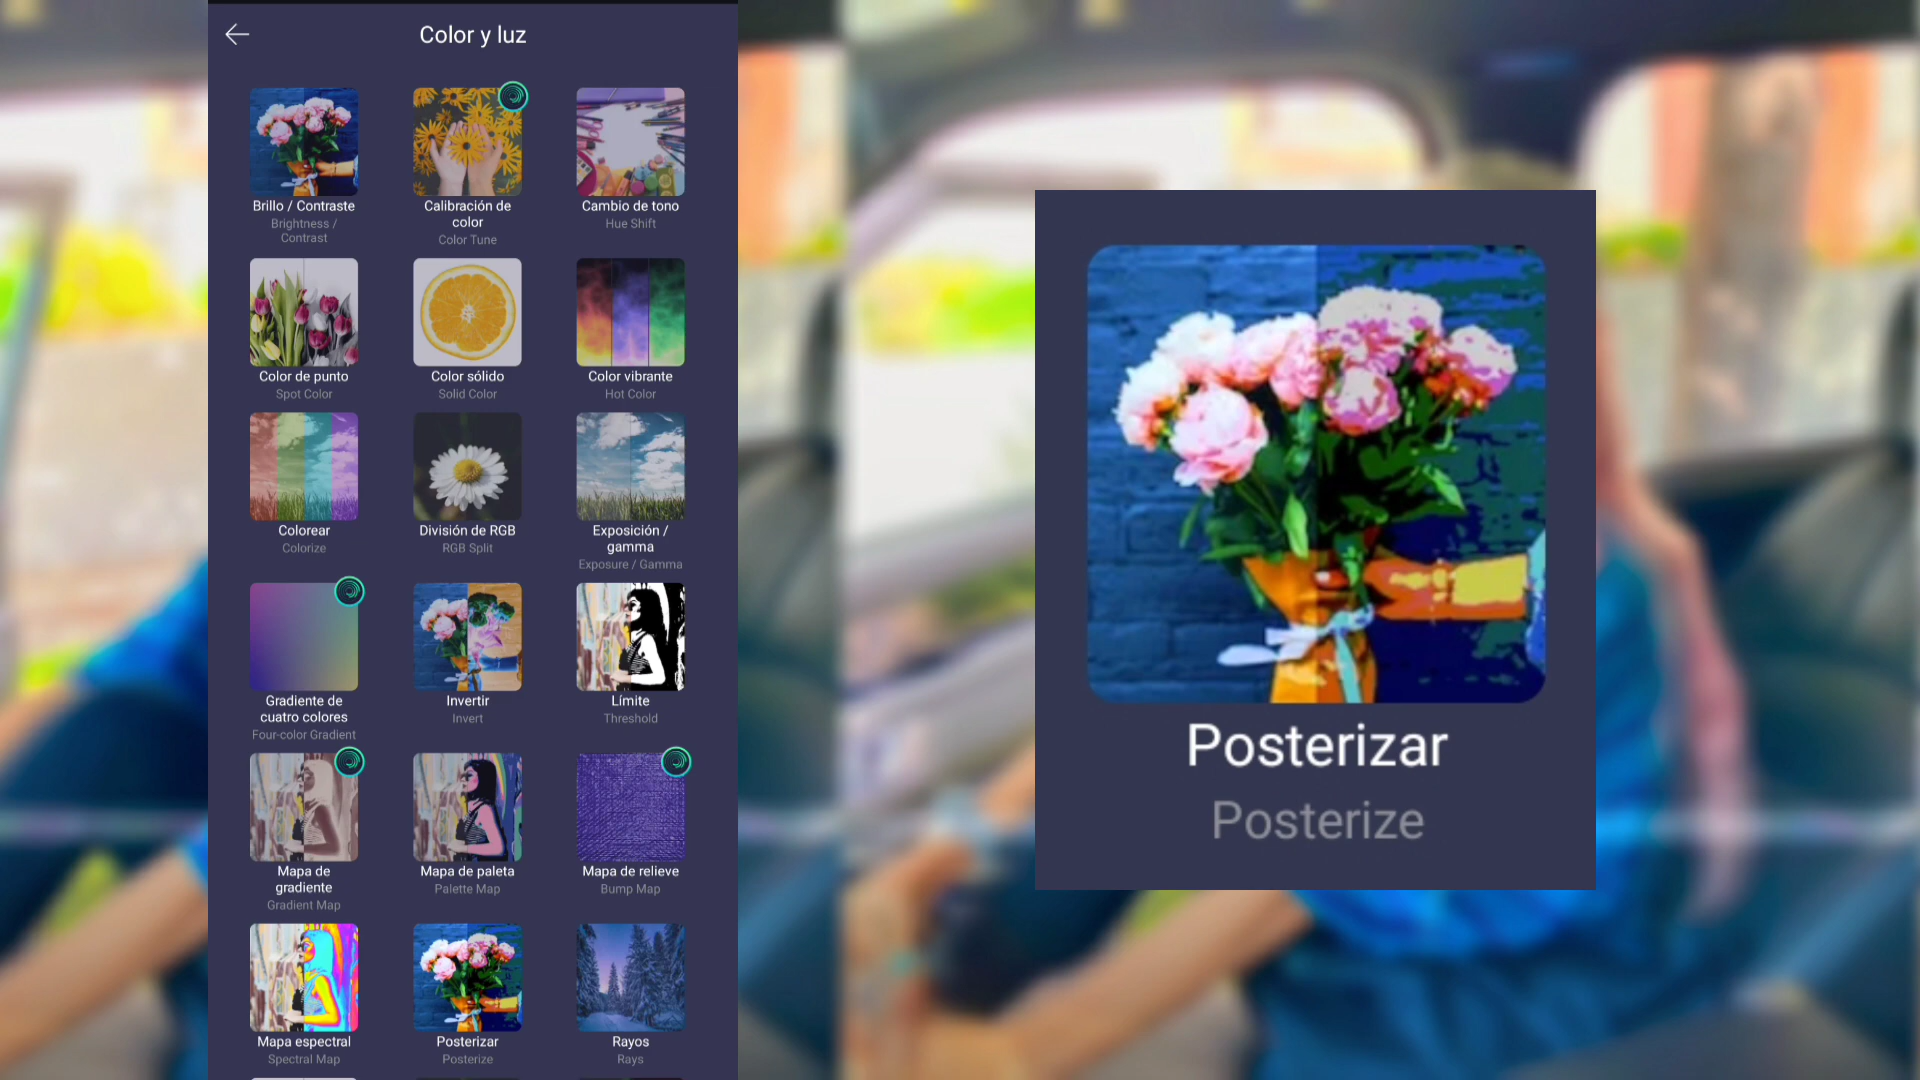 Color y luz
Brillo / Contraste
Brightness /
Contrast
Calibración de
color
Color Tune
Cambio de tono
Hue Shift
Color de punto
Spot Color
Color sólido
Solid Color
Color vibrante
Hot Color
Colorear
Colorize
División de RGB
RGB Split
Exposición /
gamma
Exposure / Gamma
Gradiente de
cuatro colores
Four-color Gradient
Invertir
Invert
Límite
Threshold
Mapa de
gradiente
Gradient Map
Mapa de paleta
Palette Map
Mapa de relieve
Bump Map
Mapa espectral
Spectral Map
Posterizar
Posterize
Rayos
Rays
Posterizar
Posterize